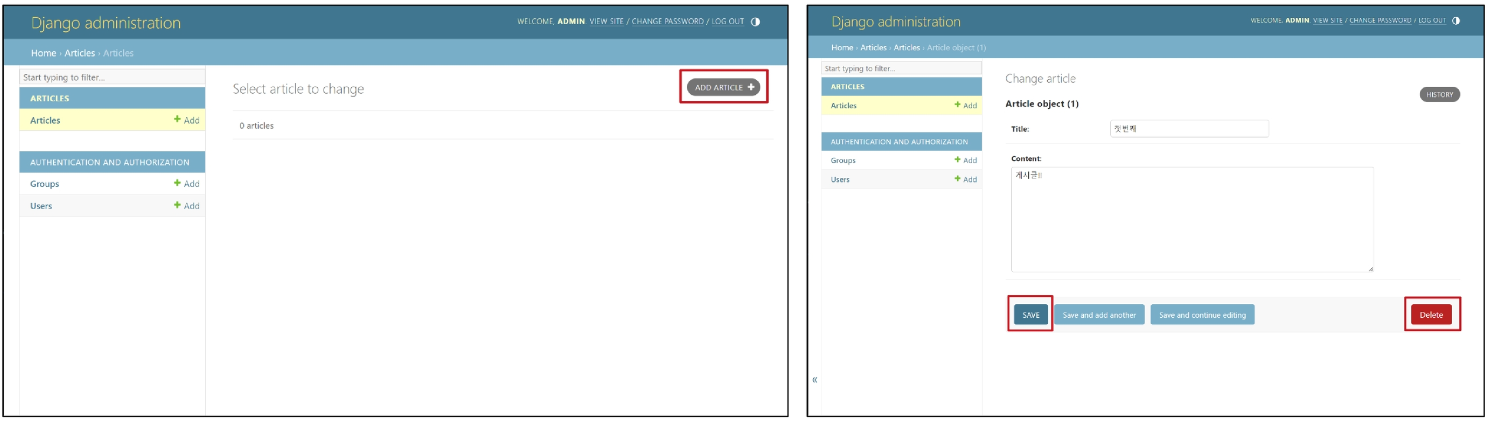 Django administration
WELCOME, ADMIN VIEW SITE / CHANGE PASSWORD / LOG OUT
Home › Articles › Articles
Start typing to filter...
ARTICLES
Articles + Add
AUTHENTICATION AND AUTHORIZATION
Groups + Add
Users + Add
Select article to change
ADD ARTICLE +
0 articles
Django administration
WELCOME, ADMIN VIEW SITE / CHANGE PASSWORD / LOG OUT
Home › Articles › Articles › Article object (1)
Start typing to filter...
ARTICLES
Articles + Add
AUTHENTICATION AND AUTHORIZATION
Groups + Add
Users + Add
«
Change article
HISTORY
Article object (1)
Title: 첫번째
Content:
게시글!!
SAVE Save and add another Save and continue editing Delete